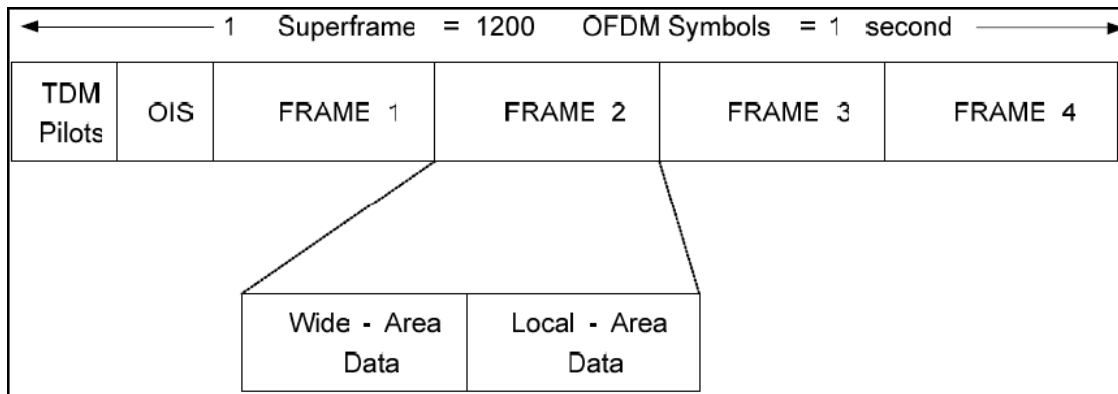 1 Superframe = 1200 OFDM Symbols = 1 second
TDM Pilots
OIS
FRAME 1
FRAME 2
FRAME 3
FRAME 4
Wide - Area
Data
Local - Area
Data